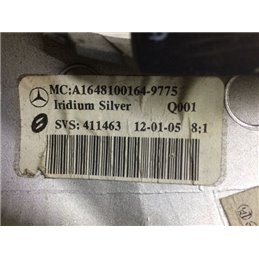 MC:A1648100164-9775
Iridium Silver Q001
SVS: 411463 12-01-05 8;1